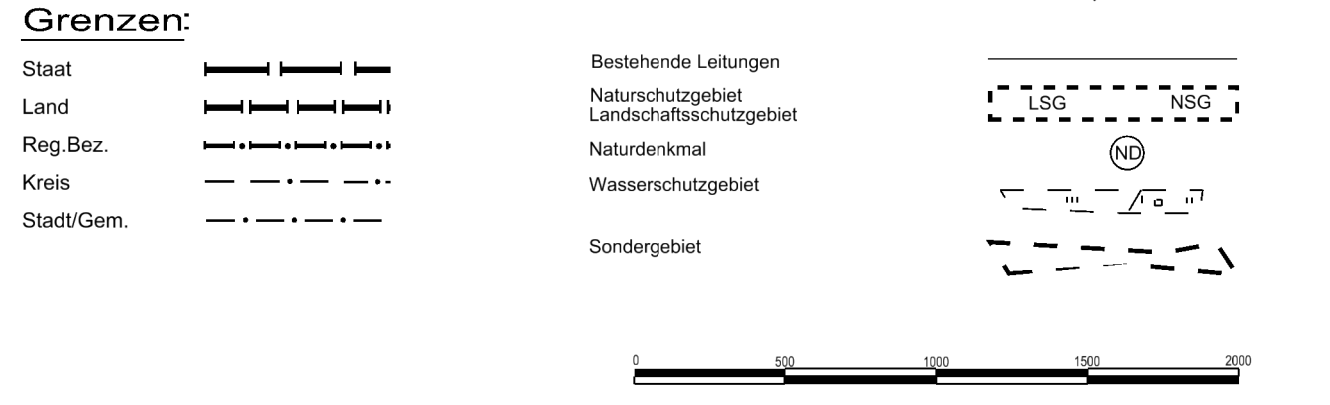 Grenzen:
Staat
Land
Reg.Bez.
Kreis
Stadt/Gem.
Bestehende Leitungen
Naturschutzgebiet
Landschaftsschutzgebiet
LSG NSG
Naturdenkmal
ND
Wasserschutzgebiet
Sondergebiet
0 500 1000 1500 2000